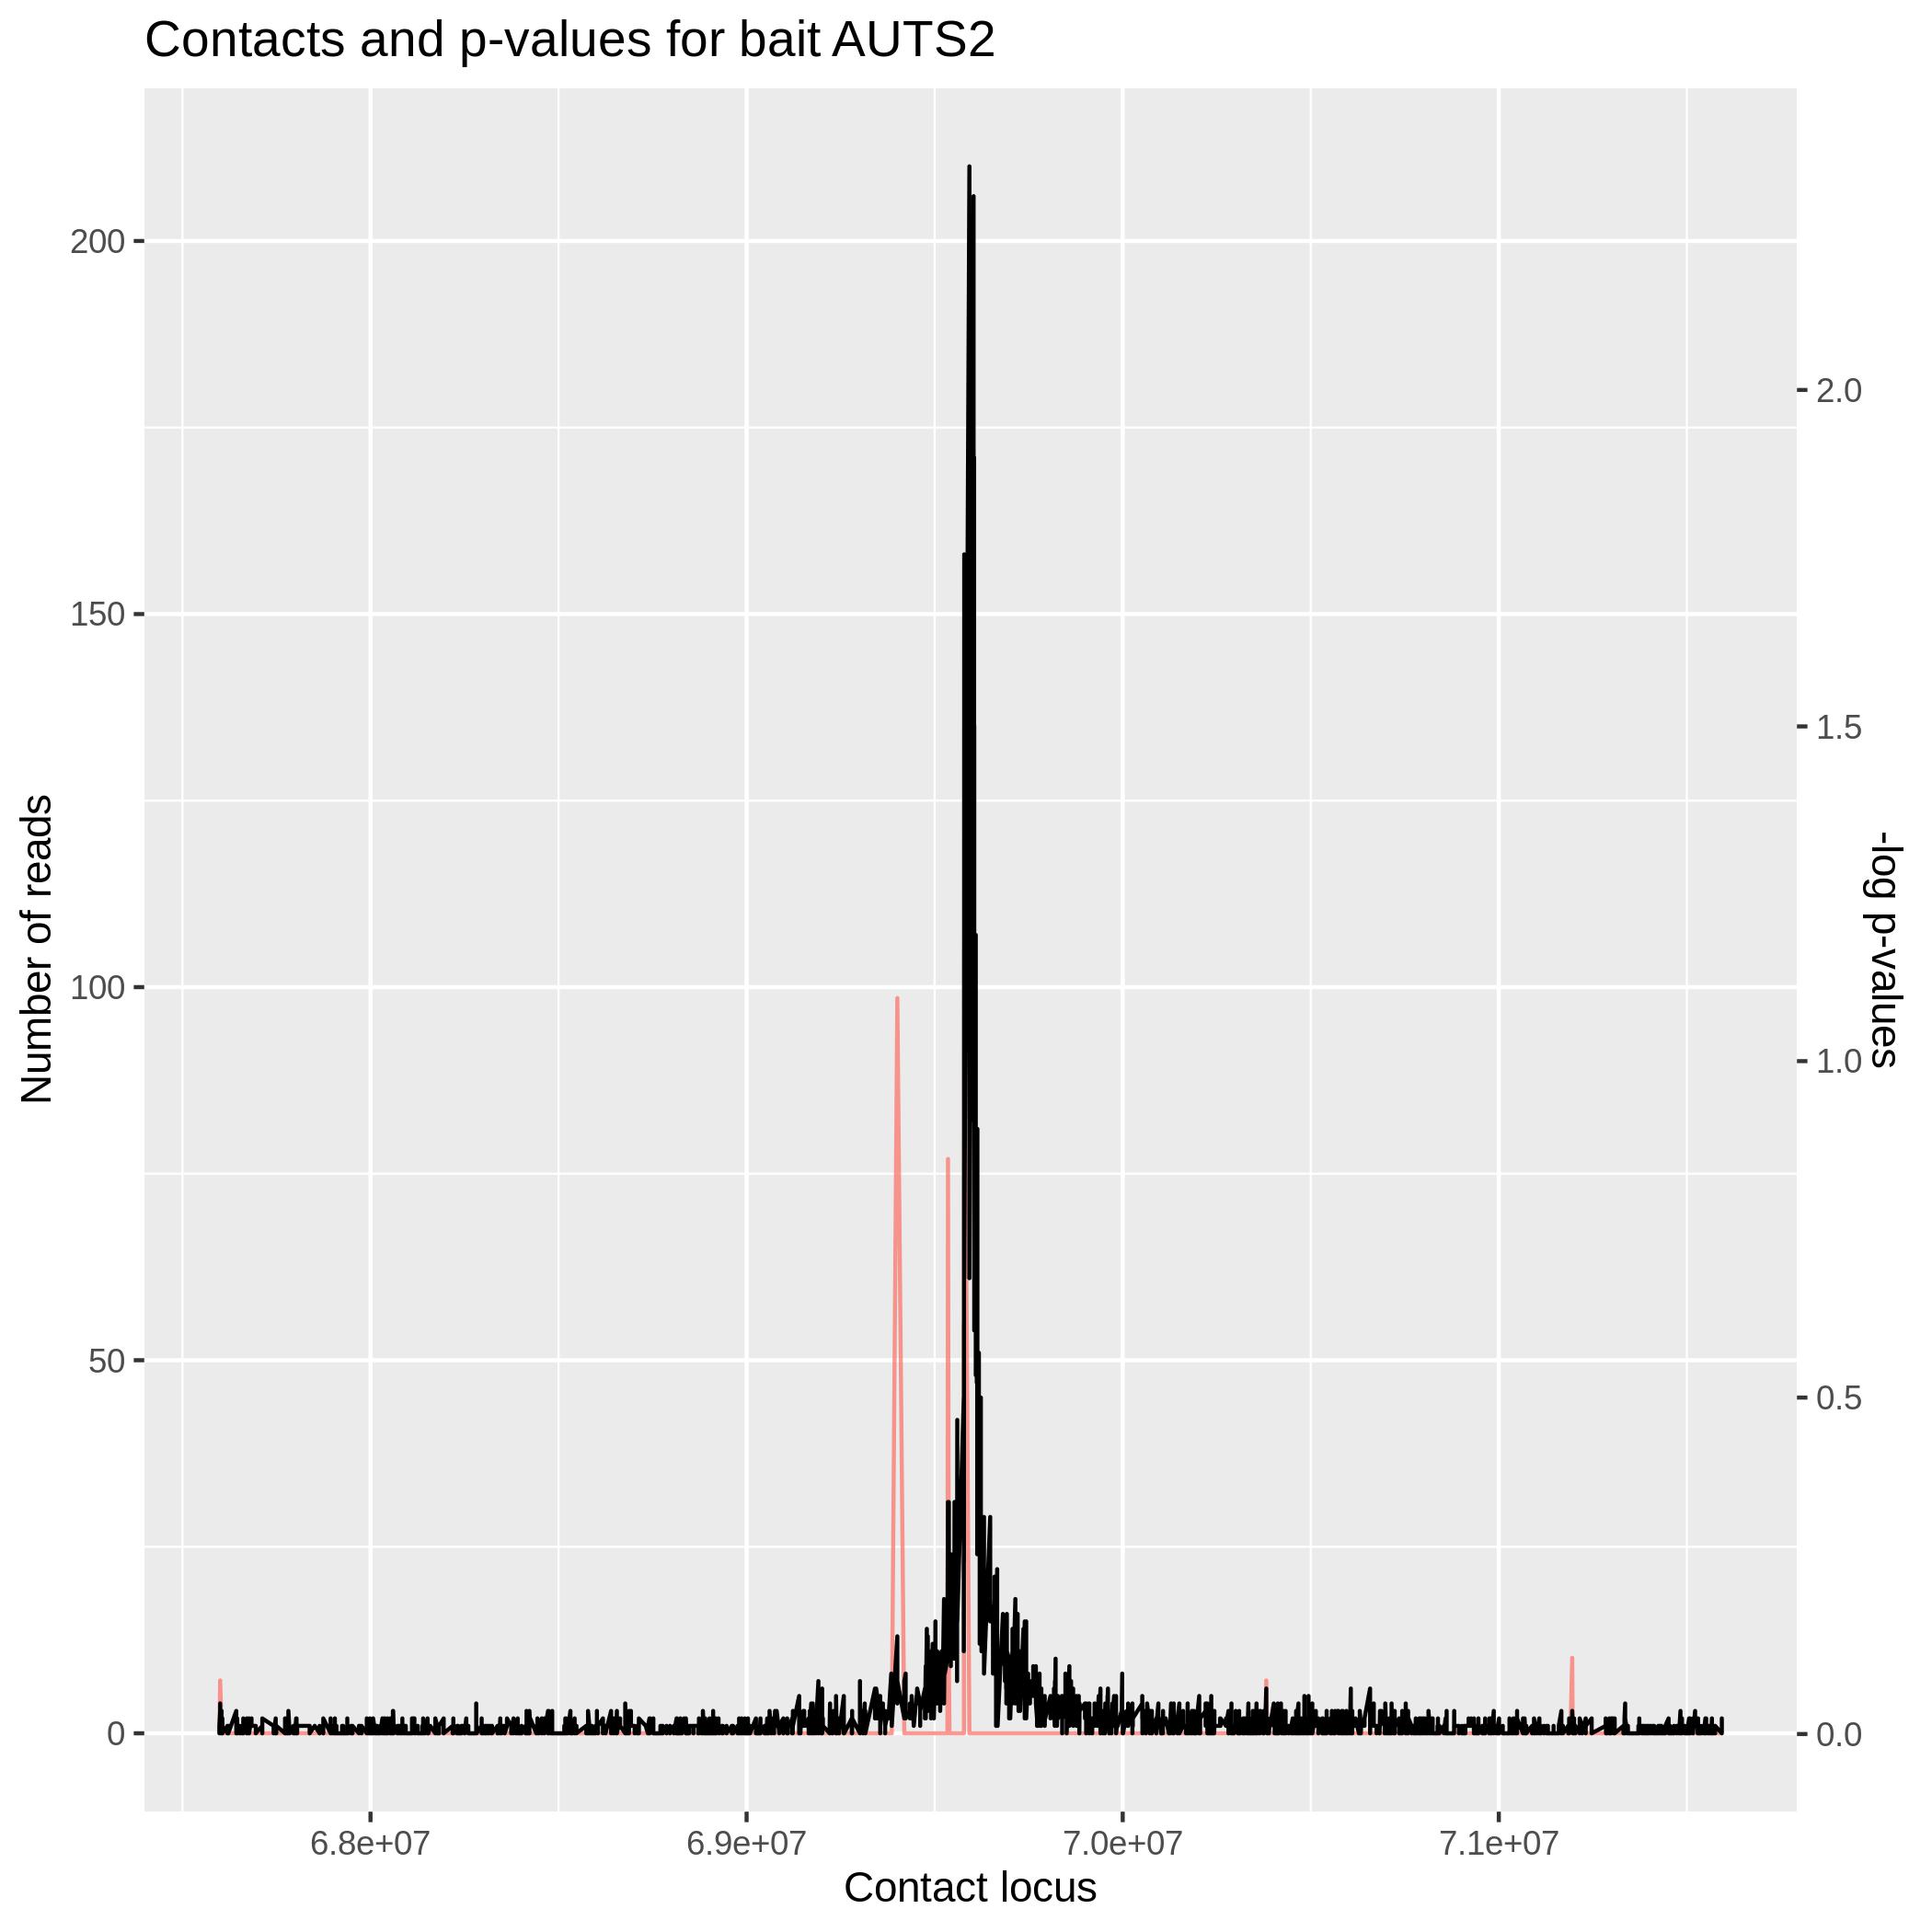 Contacts and p-values for bait AUTS2
200
150
100
50
0
Number of reads
2.0
1.5
1.0
0.5
0.0
-log p-values
6.8e+07
6.9e+07
7.0e+07
7.1e+07
Contact locus